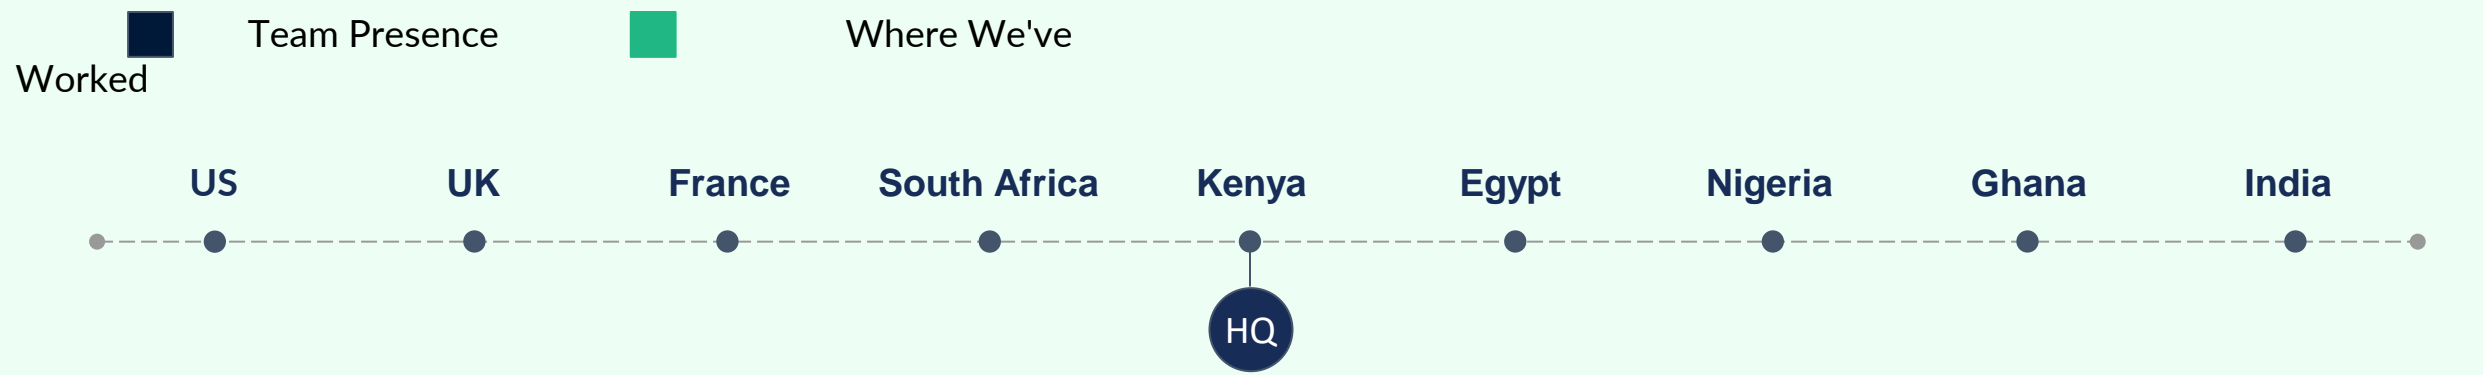 Team Presence Where We've
Worked
US UK France South Africa Kenya Egypt Nigeria Ghana India
HQ